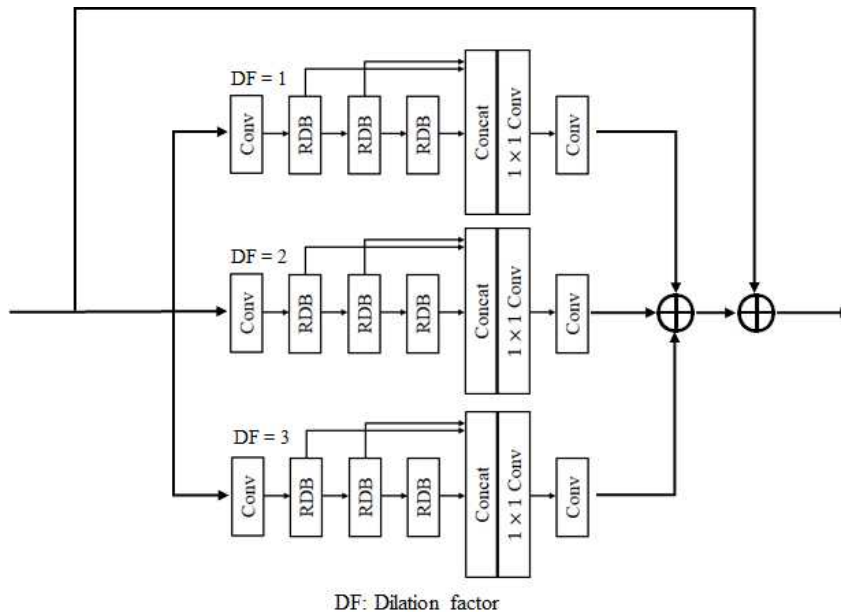 DF = 1
Conv
RDB
RDB
RDB
Concat
1 × 1 Conv
Conv
DF = 2
Conv
RDB
RDB
RDB
Concat
1 × 1 Conv
Conv
DF = 3
Conv
RDB
RDB
RDB
Concat
1 × 1 Conv
Conv
DF: Dilation factor